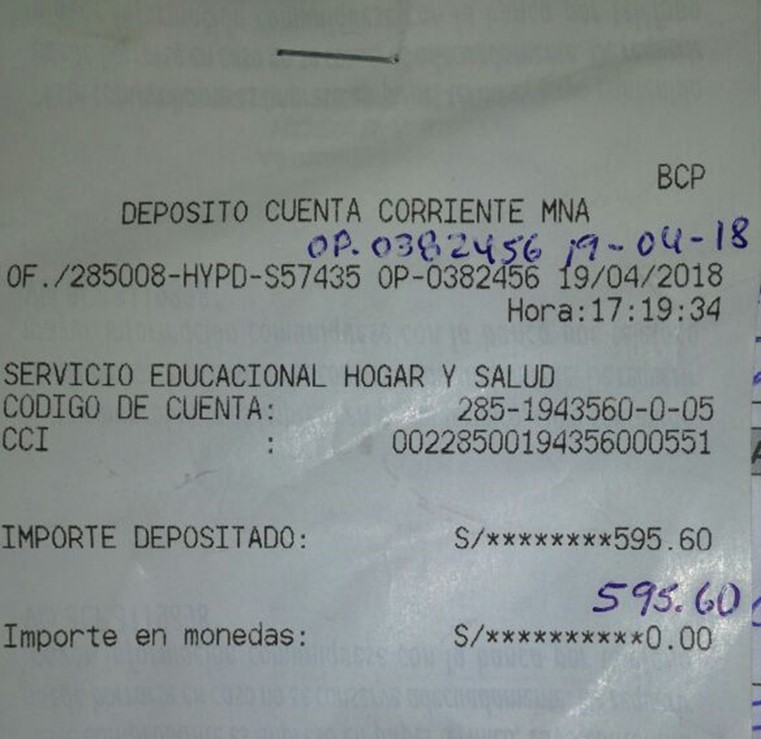 BCP
DEPOSITO CUENTA CORRIENTE MNA
OP. 0382456 19-04-18
OF./285008-HYPD-S57435 OP-0382456 19/04/2018
Hora:17:19:34
SERVICIO EDUCACIONAL HOGAR Y SALUD
CODIGO DE CUENTA: 285-1943560-0-05
CCI : 00228500194356000551
IMPORTE DEPOSITADO: S/********595.60
595.60
Importe en monedas: S/**********0.00